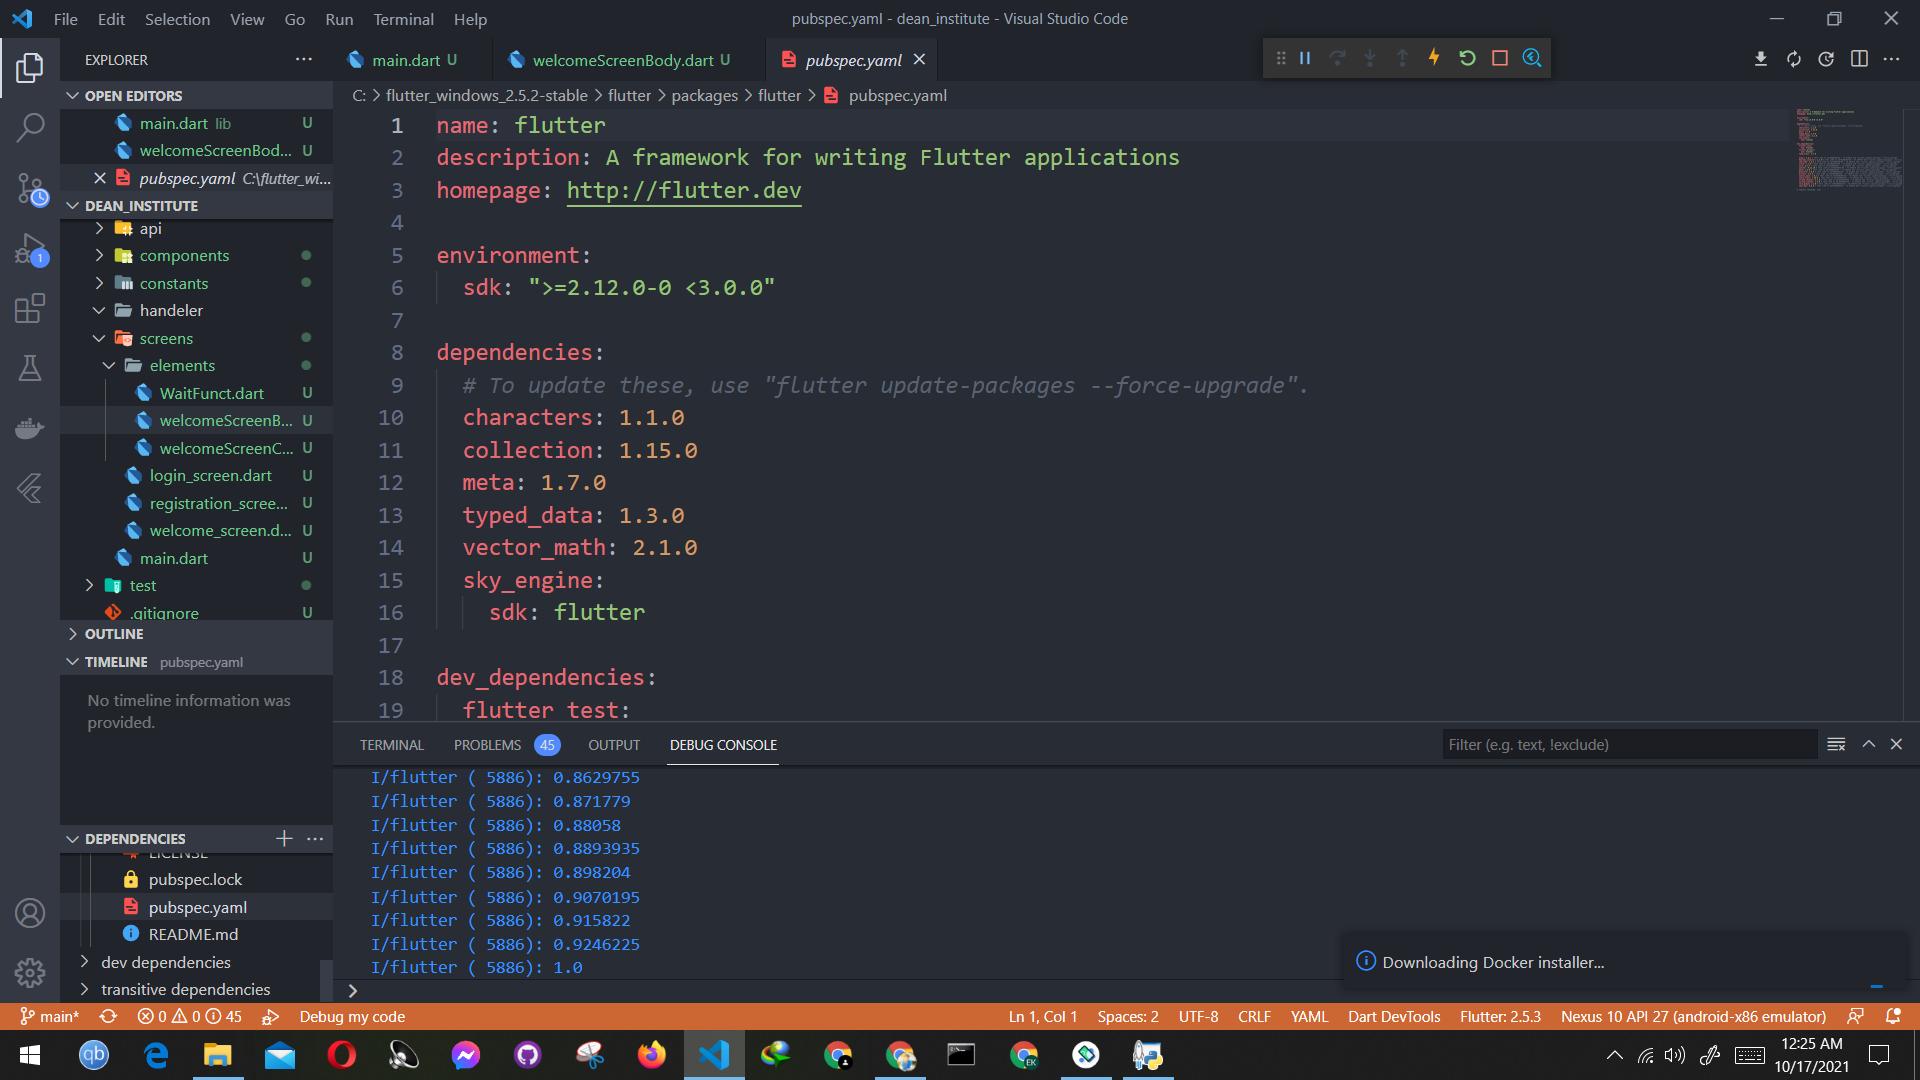 File Edit Selection View Go Run Terminal Help
pubspec.yaml - dean_institute - Visual Studio Code
EXPLORER
main.dart U
welcomeScreenBody.dart U
pubspec.yaml
OPEN EDITORS
main.dart lib U
welcomeScreenBod... U
pubspec.yaml C:\flutter_wi...
DEAN_INSTITUTE
api
components
constants
handeler
screens
elements
WaitFunct.dart U
welcomeScreenB... U
welcomeScreenC... U
login_screen.dart U
registration_scree... U
welcome_screen.d... U
main.dart U
test
.gitignore U
OUTLINE
TIMELINE pubspec.yaml
No timeline information was
provided.
DEPENDENCIES
LICENSE
pubspec.lock
pubspec.yaml
README.md
dev dependencies
transitive dependencies
C: > flutter_windows_2.5.2-stable > flutter > packages > flutter > pubspec.yaml
1 name: flutter
2 description: A framework for writing Flutter applications
3 homepage: http://flutter.dev
4
5 environment:
6 sdk: ">=2.12.0-0 <3.0.0"
7
8 dependencies:
9 # To update these, use "flutter update-packages --force-upgrade".
10 characters: 1.1.0
11 collection: 1.15.0
12 meta: 1.7.0
13 typed_data: 1.3.0
14 vector_math: 2.1.0
15 sky_engine:
16 sdk: flutter
17
18 dev_dependencies:
19 flutter_test:
TERMINAL PROBLEMS 45 OUTPUT DEBUG CONSOLE
Filter (e.g. text, !exclude)
I/flutter ( 5886): 0.8629755
I/flutter ( 5886): 0.871779
I/flutter ( 5886): 0.88058
I/flutter ( 5886): 0.8893935
I/flutter ( 5886): 0.898204
I/flutter ( 5886): 0.9070195
I/flutter ( 5886): 0.915822
I/flutter ( 5886): 0.9246225
I/flutter ( 5886): 1.0
Downloading Docker installer...
main* 0 0 45 Debug my code
Ln 1, Col 1 Spaces: 2 UTF-8 CRLF YAML Dart DevTools Flutter: 2.5.3 Nexus 10 API 27 (android-x86 emulator)
12:25 AM
10/17/2021